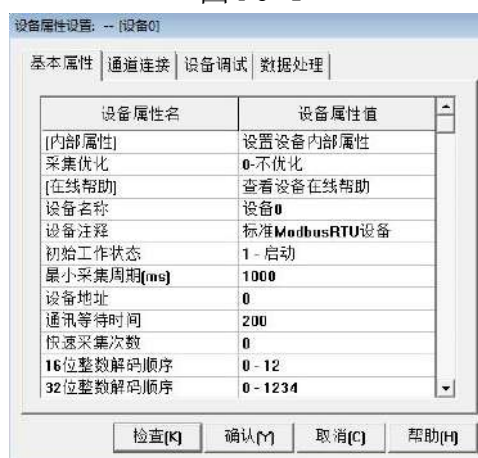 设备属性设置: -- [设备0]
基本属性 通道连接 设备调试 数据处理
设备属性名 设备属性值
[内部属性] 设置设备内部属性
采集优化 0-不优化
[在线帮助] 查看设备在线帮助
设备名称 设备0
设备注释 标准ModbusRTU设备
初始工作状态 1 - 启动
最小采集周期(ms) 1000
设备地址 0
通讯等待时间 200
快速采集次数 0
16位整数解码顺序 0 - 12
32位整数解码顺序 0 - 1234
检查(K) 确认(Y) 取消(C) 帮助(H)